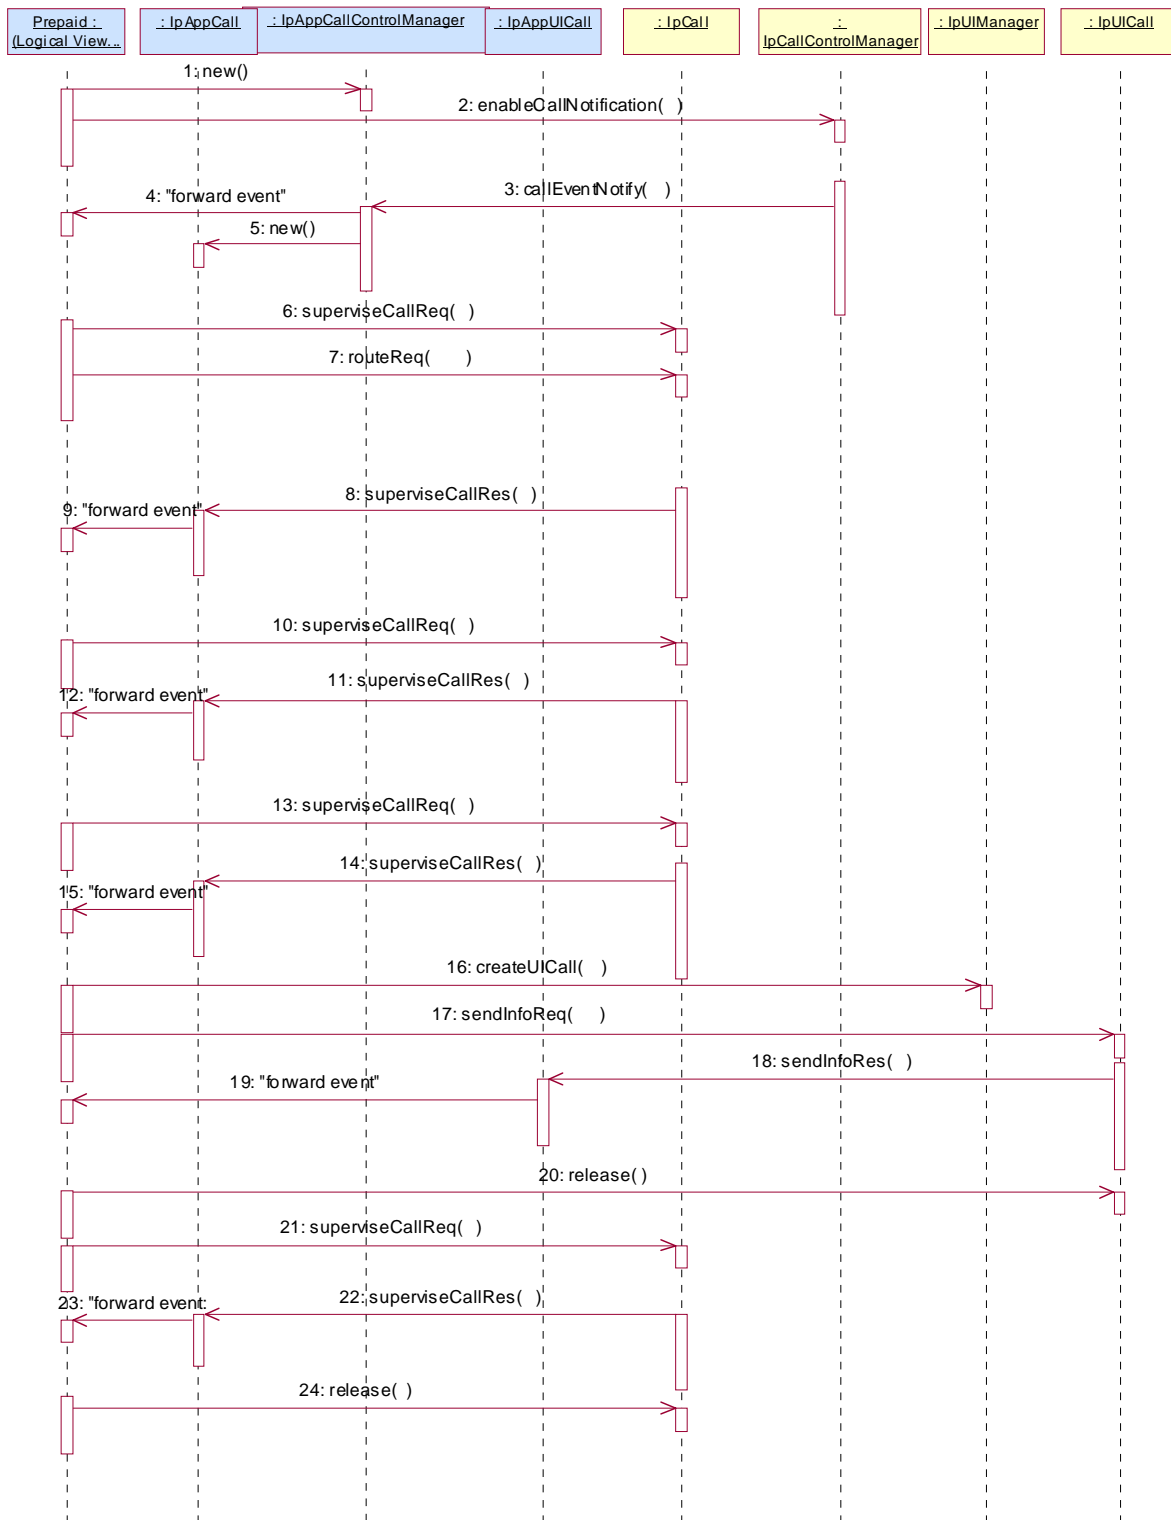 Prepaid :
(Logical View...
: IpAppCall
: IpAppCallControlManager
: IpAppUICall
: IpCall
:
IpCallControlManager
: IpUIManager
: IpUICall
1: new()
2: enableCallNotification( )
3: callEventNotify( )
4: "forward event"
5: new()
6: superviseCallReq( )
7: routeReq( )
8: superviseCallRes( )
9: "forward event"
10: superviseCallReq( )
11: superviseCallRes( )
12: "forward event"
13: superviseCallReq( )
14: superviseCallRes( )
15: "forward event"
16: createUICall( )
17: sendInfoReq( )
18: sendInfoRes( )
19: "forward event"
20: release( )
21: superviseCallReq( )
22: superviseCallRes( )
23: "forward event:
24: release( )